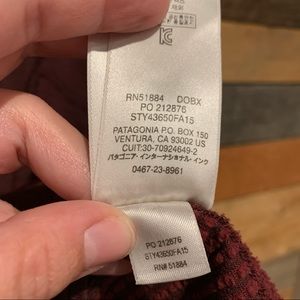 RN51884 DOBX
PO 212876
STY43650FA15
PATAGONIA P.O. BOX 150
VENTURA, CA 93002 US
CUIT:30-70924649-2
パタゴニア・インターナショナル・インク
0467-23-8961
PO 212876
STY43650FA15
RN# 51884